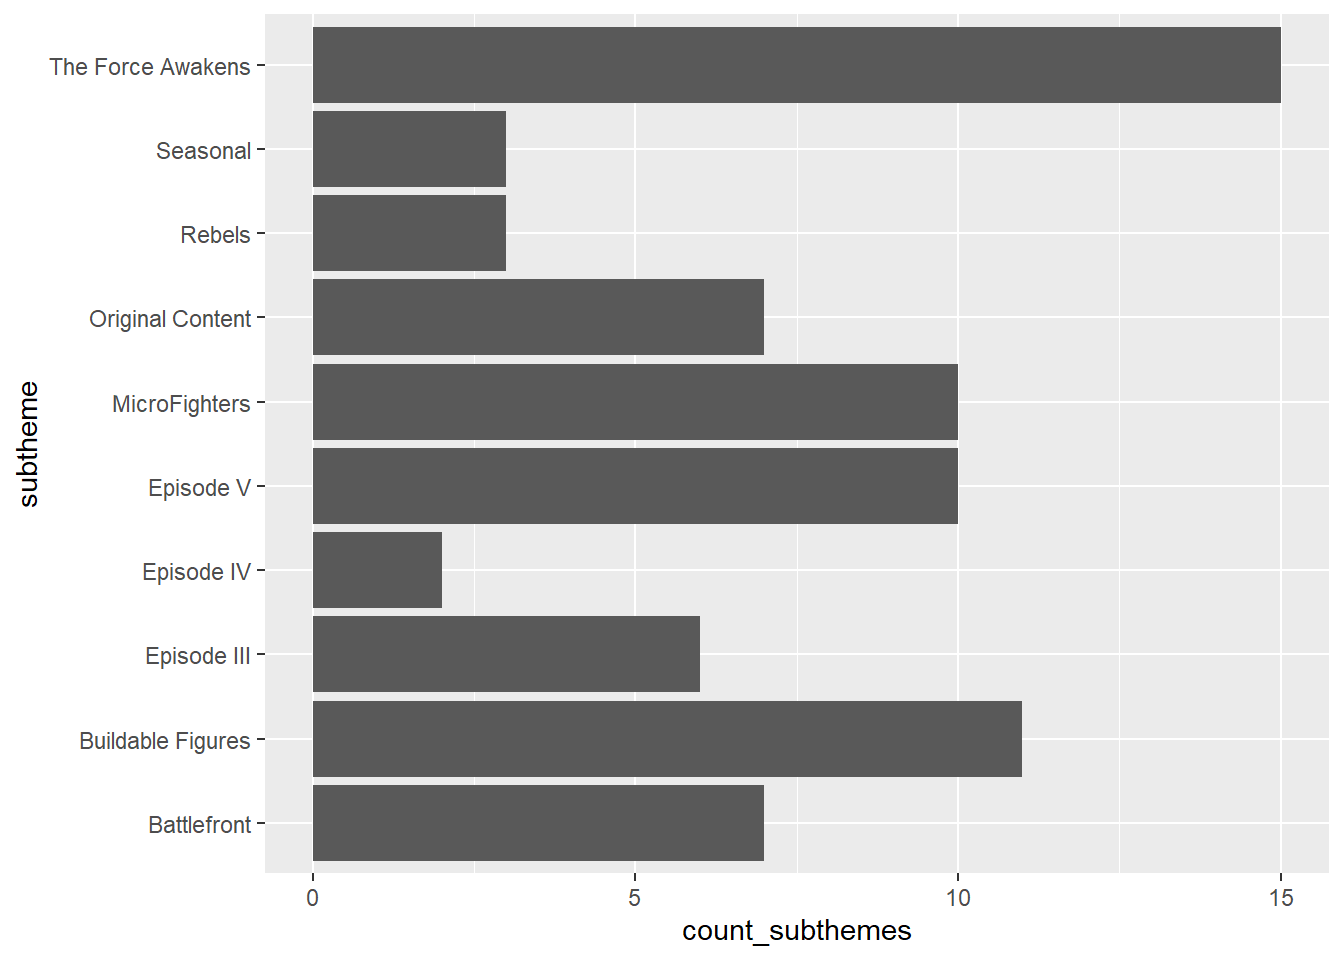 The Force Awakens
Seasonal
Rebels
Original Content
MicroFighters
Episode V
Episode IV
Episode III
Buildable Figures
Battlefront
subtheme
0 5 10 15
count_subthemes